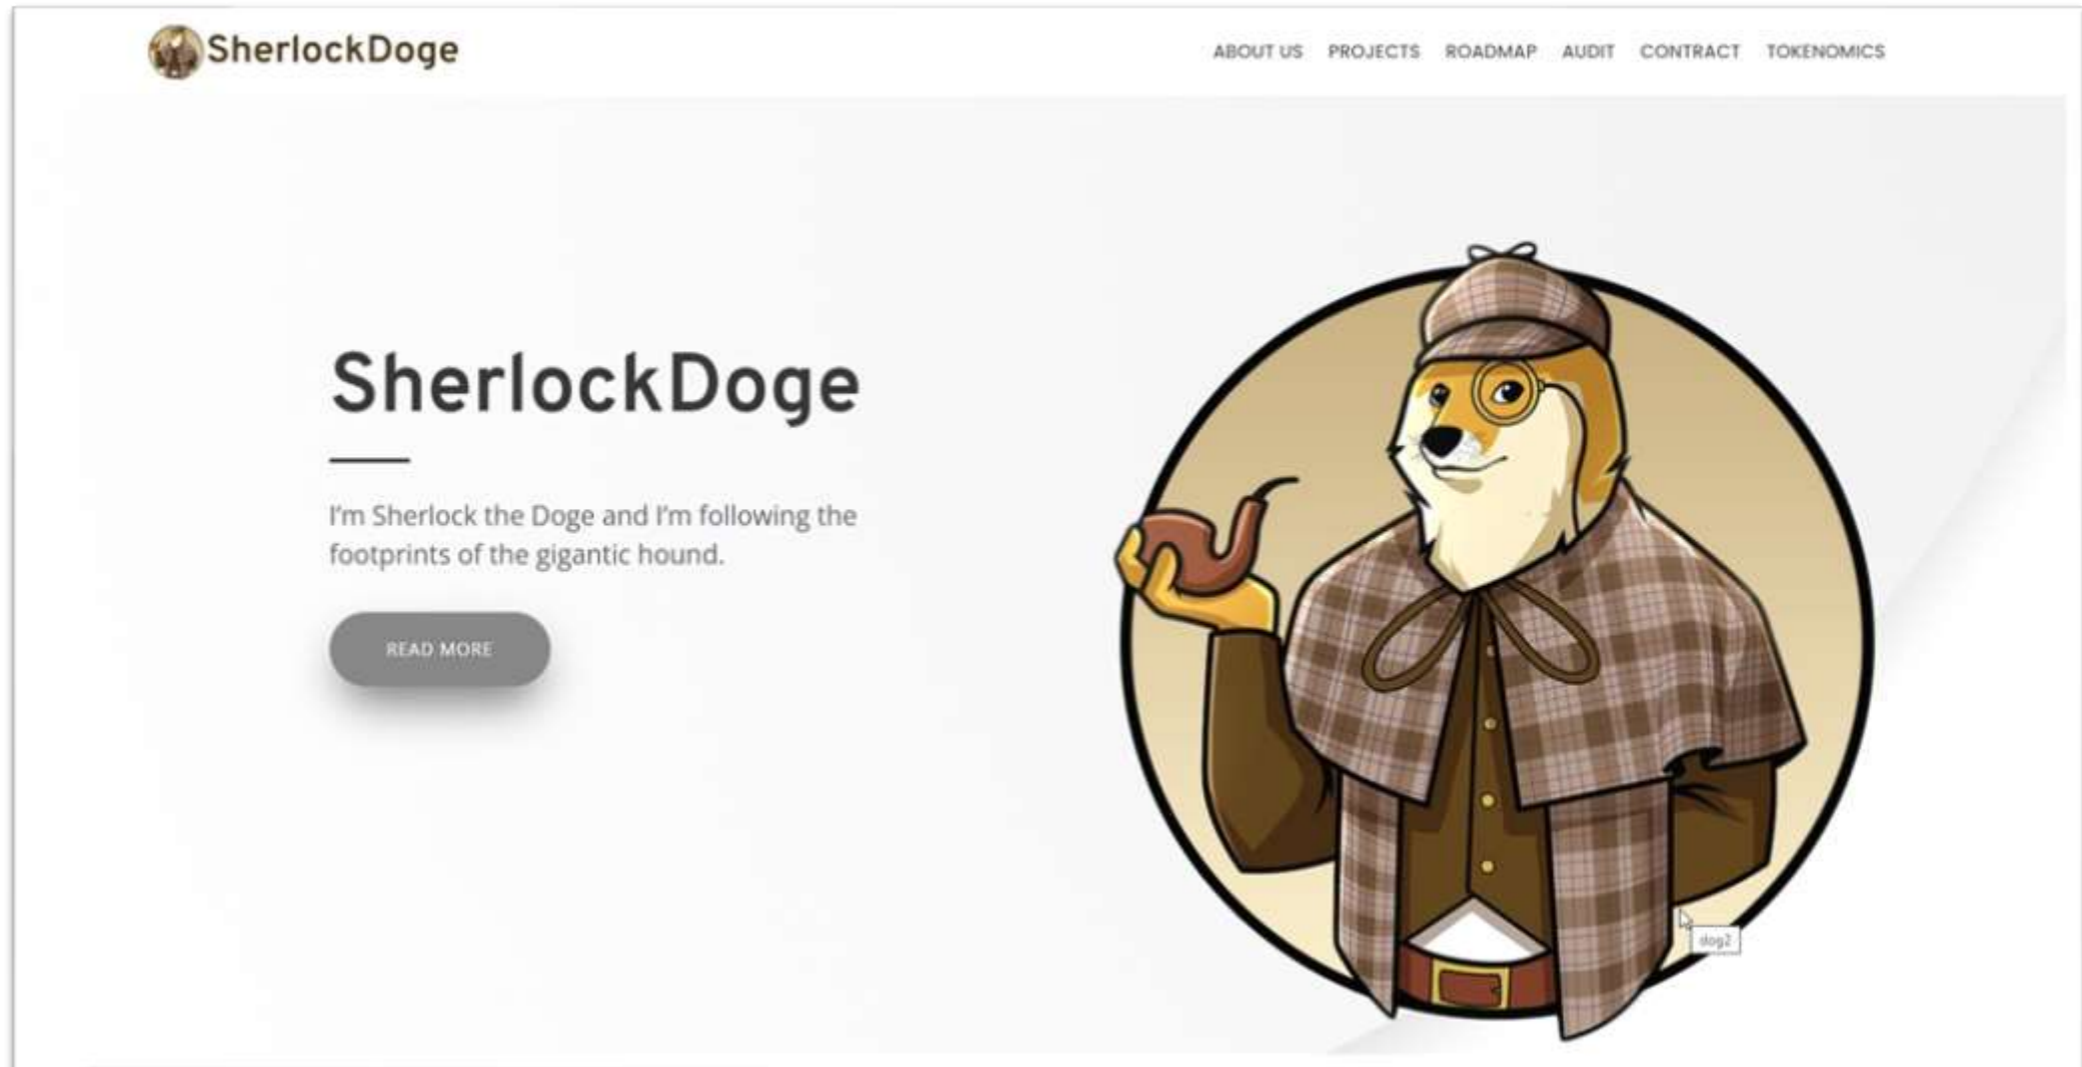 SherlockDoge
ABOUT US PROJECTS ROADMAP AUDIT CONTRACT TOKENOMICS
SherlockDoge
I'm Sherlock the Doge and I'm following the
footprints of the gigantic hound.
READ MORE
dog2